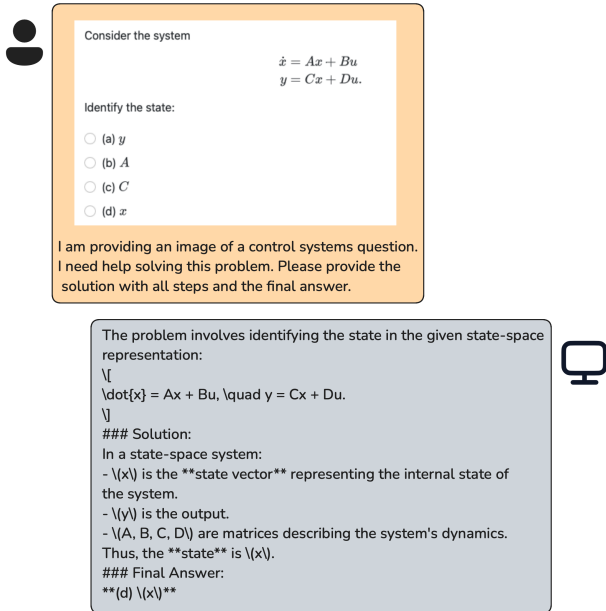 Consider the system
ẋ = Ax + Bu
y = Cx + Du.
Identify the state:
(a) y
(b) A
(c) C
(d) x
I am providing an image of a control systems question.
I need help solving this problem. Please provide the
solution with all steps and the final answer.
The problem involves identifying the state in the given state-space
representation:
\[
\dot{x} = Ax + Bu, \quad y = Cx + Du.
\]
### Solution:
In a state-space system:
- \(x\) is the **state vector** representing the internal state of
the system.
- \(y\) is the output.
- \(A, B, C, D\) are matrices describing the system's dynamics.
Thus, the **state** is \(x\).
### Final Answer:
**(d) \(x\)**